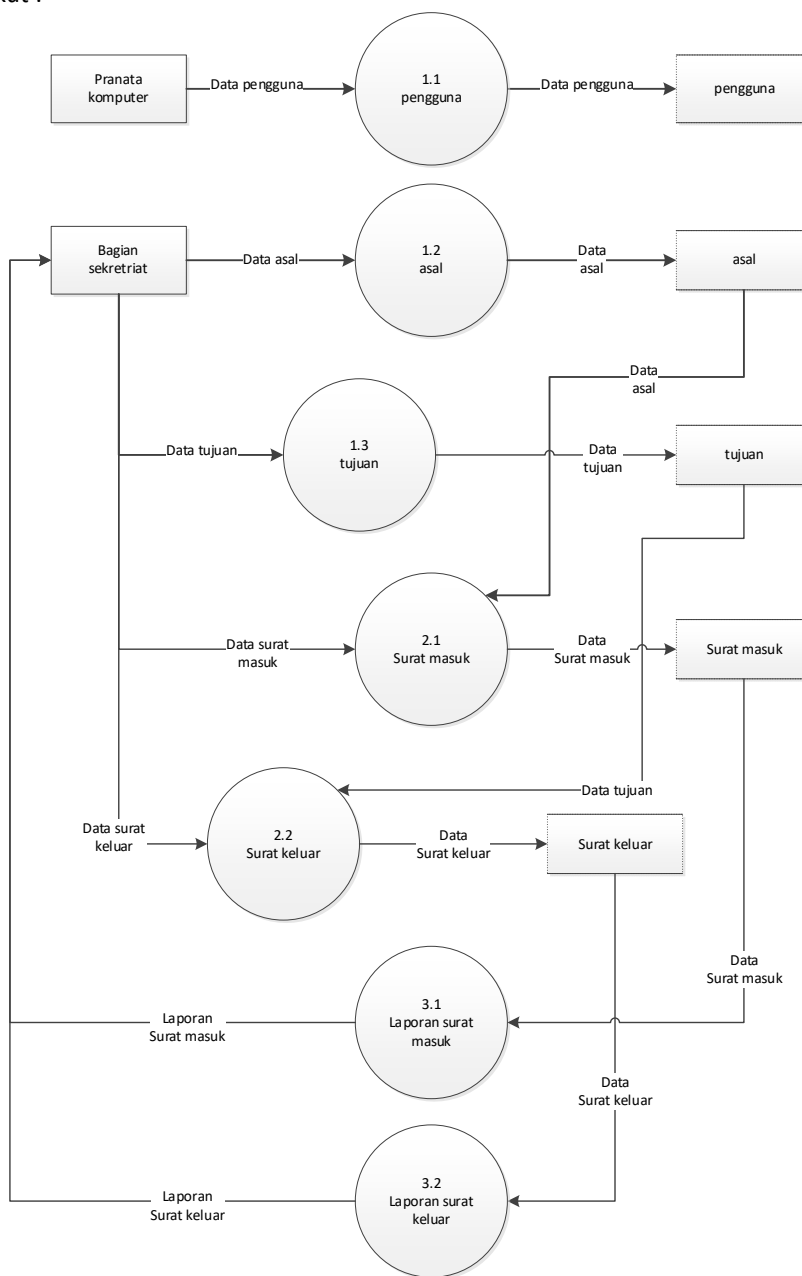 Pranata
komputer
Data pengguna
1.1
pengguna
Data pengguna
pengguna
Bagian
sekretriat
Data asal
1.2
asal
Data
asal
asal
Data
asal
Data tujuan
1.3
tujuan
Data
tujuan
tujuan
Data surat
masuk
2.1
Surat masuk
Data
Surat masuk
Surat masuk
Data tujuan
Data surat
keluar
2.2
Surat keluar
Data
Surat keluar
Surat keluar
Data
Surat masuk
Laporan
Surat masuk
3.1
Laporan surat
masuk
Data
Surat keluar
Laporan
Surat keluar
3.2
Laporan surat
keluar